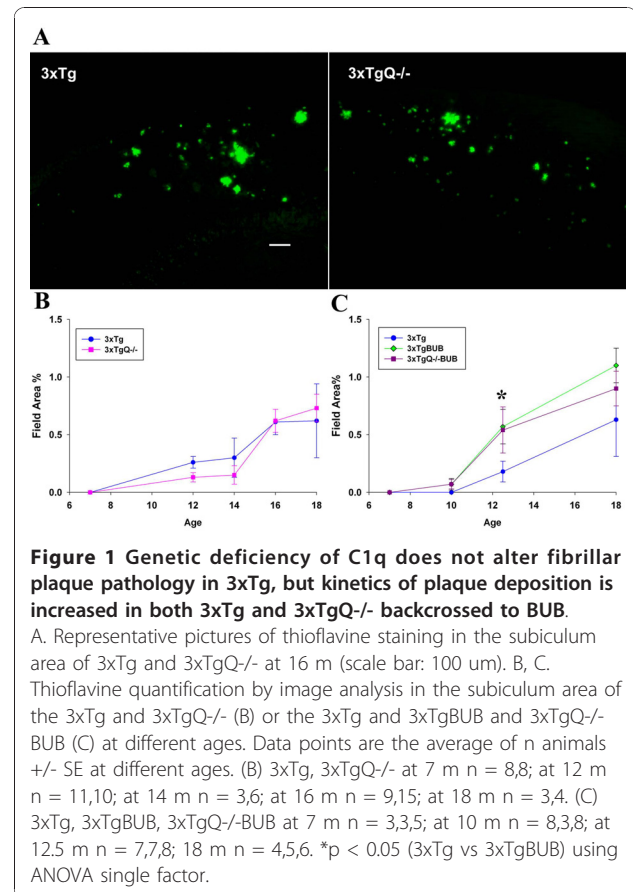 A
3xTg
3xTgQ-/-
B
C
1.5
1.0
0.5
0.0
Field Area %
3xTg
3xTgQ-/-
6 8 10 12 14 16 18
Age
1.5
1.0
0.5
0.0
Field Area%
3xTg
3xTgBUB
3xTgQ-/-BUB
*
6 8 10 12 14 16 18
Age
Figure 1 Genetic deficiency of C1q does not alter fibrillar
plaque pathology in 3xTg, but kinetics of plaque deposition is
increased in both 3xTg and 3xTgQ-/- backcrossed to BUB.
A. Representative pictures of thioflavine staining in the subiculum
area of 3xTg and 3xTgQ-/- at 16 m (scale bar: 100 um). B, C.
Thioflavine quantification by image analysis in the subiculum area of
the 3xTg and 3xTgQ-/- (B) or the 3xTg and 3xTgBUB and 3xTgQ-/-
BUB (C) at different ages. Data points are the average of n animals
+/- SE at different ages. (B) 3xTg, 3xTgQ-/- at 7 m n = 8,8; at 12 m
n = 11,10; at 14 m n = 3,6; at 16 m n = 9,15; at 18 m n = 3,4. (C)
3xTg, 3xTgBUB, 3xTgQ-/-BUB at 7 m n = 3,3,5; at 10 m n = 8,3,8; at
12.5 m n = 7,7,8; 18 m n = 4,5,6. *p < 0.05 (3xTg vs 3xTgBUB) using
ANOVA single factor.